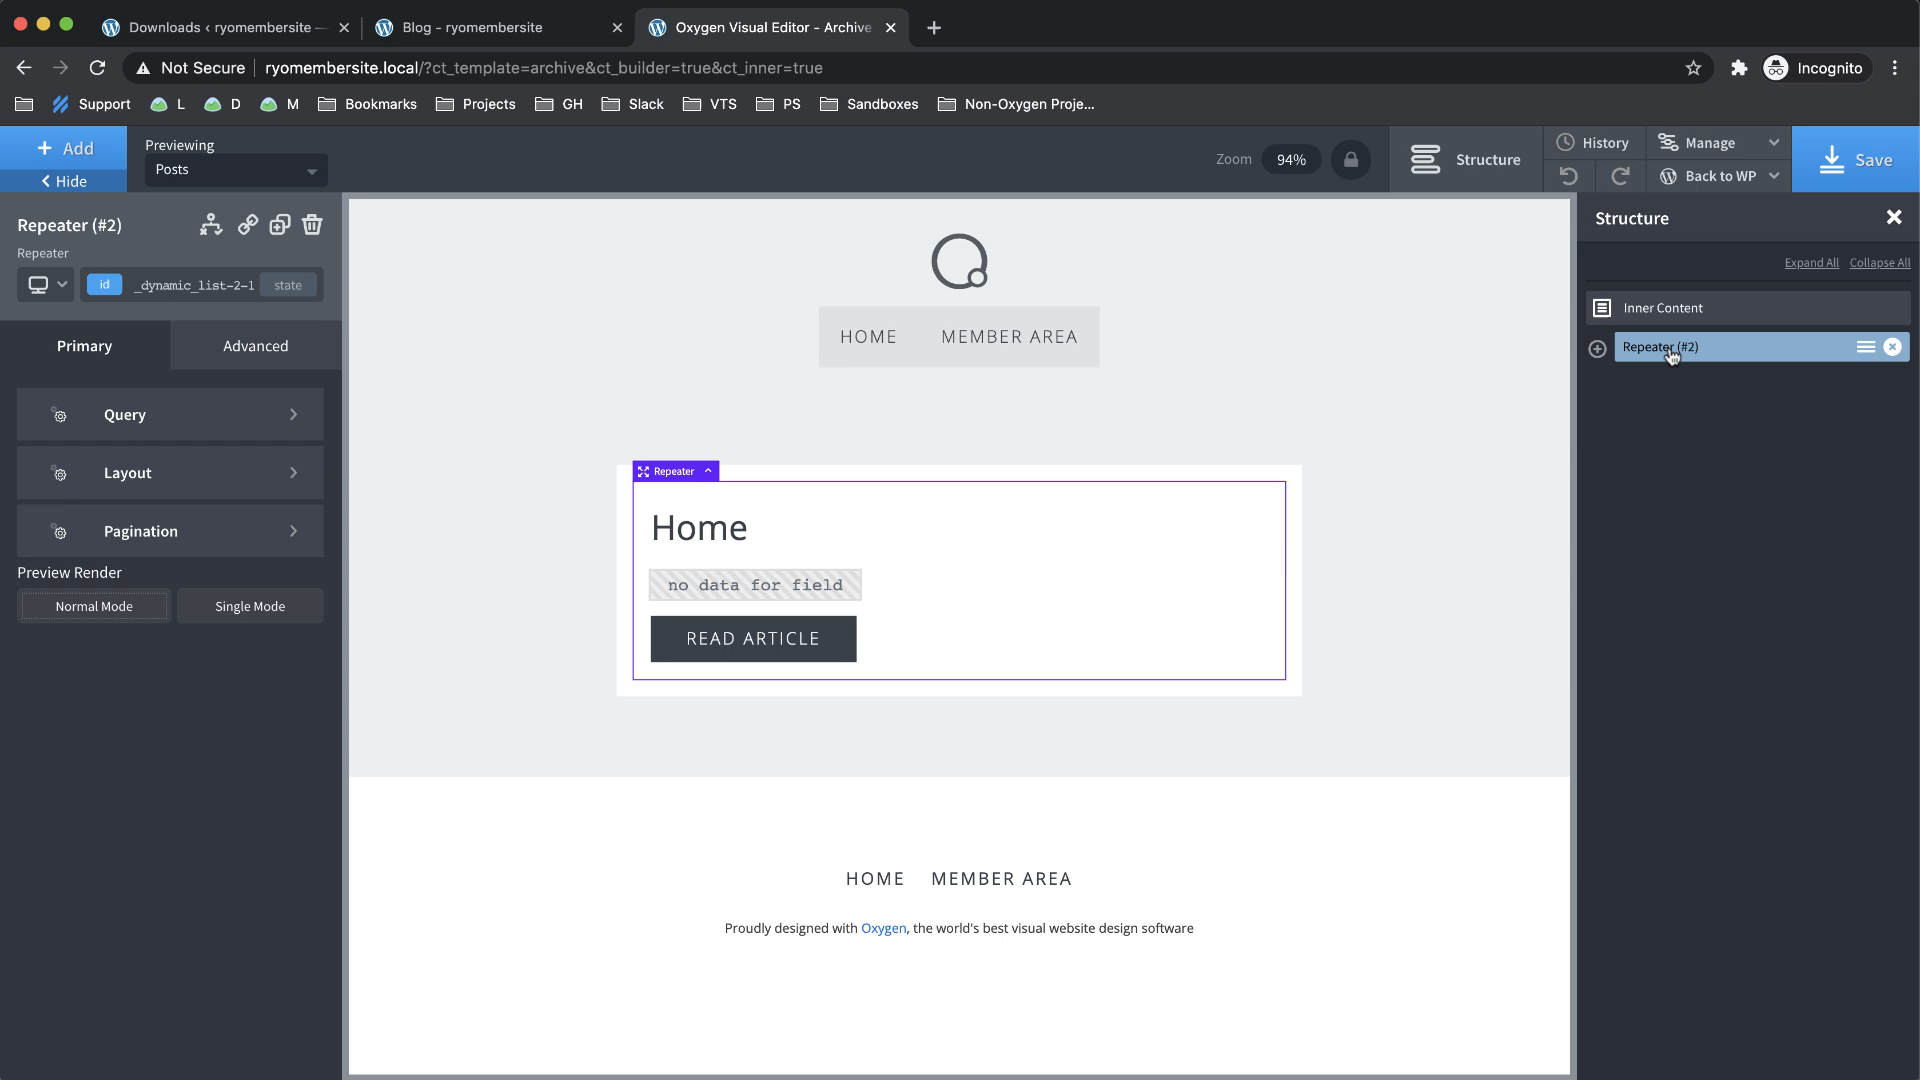 Downloads ‹ ryomembersite —
Blog - ryomembersite
Oxygen Visual Editor - Archive
Not Secure
ryomembersite.local/?ct_template=archive&ct_builder=true&ct_inner=true
Incognito
Support
L
D
M
Bookmarks
Projects
GH
Slack
VTS
PS
Sandboxes
Non-Oxygen Proje...
+ Add
Hide
Previewing
Posts
Zoom
94%
Structure
History
Manage
Back to WP
Save
Repeater (#2)
Repeater
id
_dynamic_list-2-1
state
Primary
Advanced
Query
Layout
Pagination
Preview Render
Normal Mode
Single Mode
HOME
MEMBER AREA
Repeater
Home
no data for field
READ ARTICLE
HOME
MEMBER AREA
Proudly designed with Oxygen, the world's best visual website design software
Structure
Expand All
Collapse All
Inner Content
Repeater (#2)